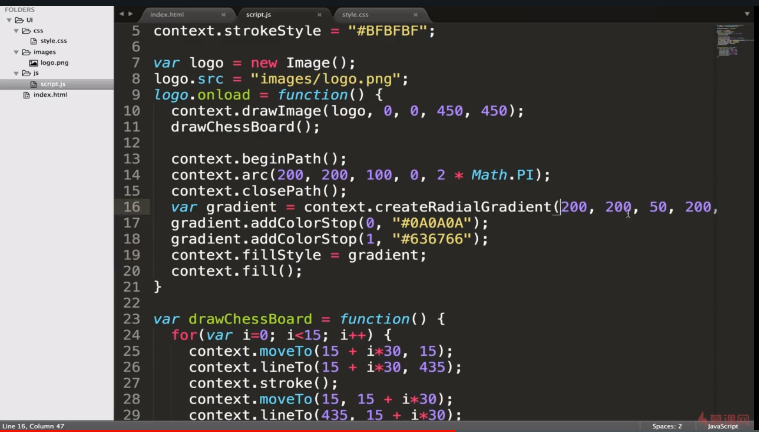 FOLDERS
UI
css
style.css
images
logo.png
js
script.js
index.html
index.html
script.js
style.css
5 context.strokeStyle = "#BFBFBF";
6
7 var logo = new Image();
8 logo.src = "images/logo.png";
9 logo.onload = function() {
10 context.drawImage(logo, 0, 0, 450, 450);
11 drawChessBoard();
12
13 context.beginPath();
14 context.arc(200, 200, 100, 0, 2 * Math.PI);
15 context.closePath();
16 var gradient = context.createRadialGradient(200, 200, 50, 200,
17 gradient.addColorStop(0, "#0A0A0A");
18 gradient.addColorStop(1, "#636766");
19 context.fillStyle = gradient;
20 context.fill();
21 }
22
23 var drawChessBoard = function() {
24 for(var i=0; i<15; i++) {
25 context.moveTo(15 + i*30, 15);
26 context.lineTo(15 + i*30, 435);
27 context.stroke();
28 context.moveTo(15, 15 + i*30);
29 context.lineTo(435, 15 + i*30);
慕课网
Line 16, Column 47
Spaces: 2
JavaScript